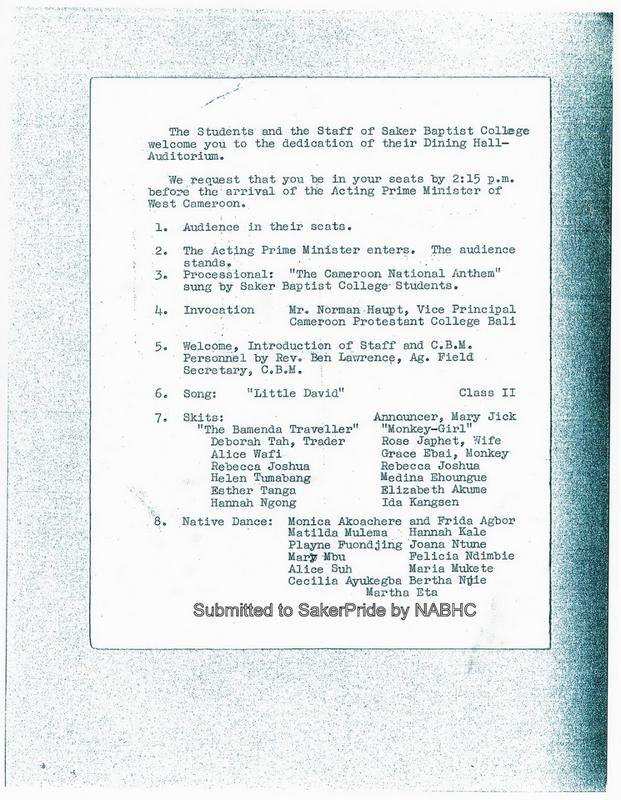 The Students and the Staff of Saker Baptist College
welcome you to the dedication of their Dining Hall-
Auditorium.
We request that you be in your seats by 2:15 p.m.
before the arrival of the Acting Prime Minister of
West Cameroon.
1. Audience in their seats.
2. The Acting Prime Minister enters. The audience
stands.
3. Processional: "The Cameroon National Anthem"
sung by Saker Baptist College Students.
4. Invocation Mr. Norman Haupt, Vice Principal
Cameroon Protestant College Bali
5. Welcome, Introduction of Staff and C.B.M.
Personnel by Rev. Ben Lawrence, Ag. Field
Secretary, C.B.M.
6. Song: "Little David" Class II
7. Skits: Announcer, Mary Jick
"The Bamenda Traveller" "Monkey-Girl"
Deborah Tah, Trader Rose Japhet, Wife
Alice Wafi Grace Ebai, Monkey
Rebecca Joshua Rebecca Joshua
Helen Tumabang Medina Ehoungue
Esther Tanga Elizabeth Akume
Hannah Ngong Ida Kangsen
8. Native Dance: Monica Akoachere and Frida Agbor
Matilda Mulema Hannah Kale
Playne Fuondjing Joana Ntune
Mary Mbu Felicia Ndimbie
Alice Suh Maria Mukete
Cecilia Ayukegba Bertha Njie
Martha Eta
Submitted to SakerPride by NABHC